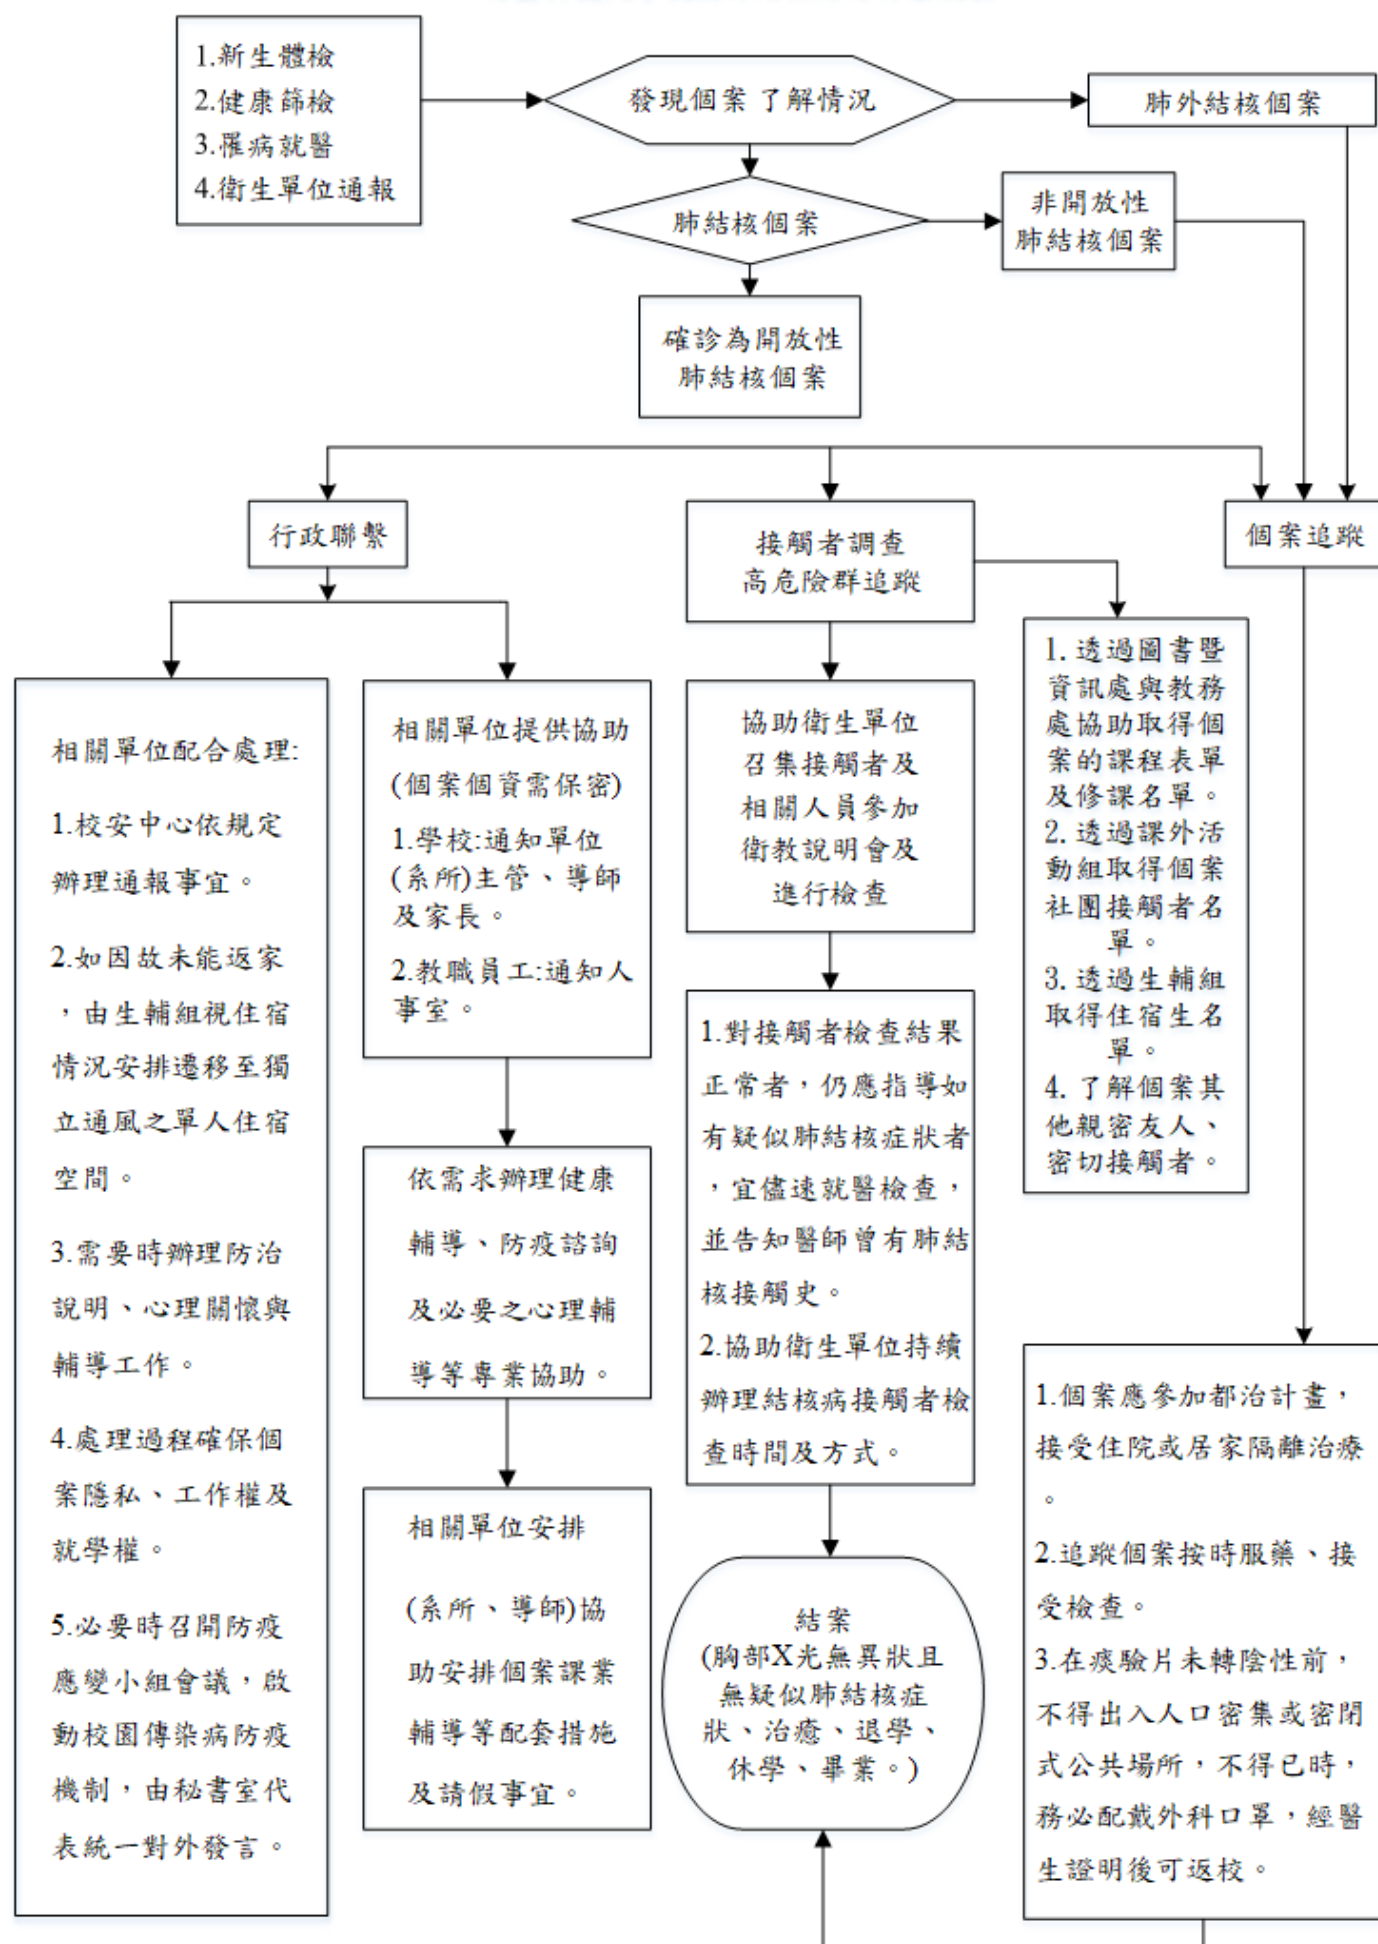 1.新生體檢
2.健康篩檢
3.罹病就醫
4.衛生單位通報
發現個案 了解情況
肺外結核個案
肺結核個案
非開放性
肺結核個案
確診為開放性
肺結核個案
行政聯繫
接觸者調查
高危險群追蹤
個案追蹤
相關單位配合處理:
1.校安中心依規定
辦理通報事宜。
2.如因故未能返家
，由生輔組視住宿
情況安排遷移至獨
立通風之單人住宿
空間。
3.需要時辦理防治
說明、心理關懷與
輔導工作。
4.處理過程確保個
案隱私、工作權及
就學權。
5.必要時召開防疫
應變小組會議，啟
動校園傳染病防疫
機制，由秘書室代
表統一對外發言。
相關單位提供協助
(個案個資需保密)
1.學校:通知單位
(系所)主管、導師
及家長。
2.教職員工:通知人
事室。
依需求辦理健康
輔導、防疫諮詢
及必要之心理輔
導等專業協助。
相關單位安排
(系所、導師)協
助安排個案課業
輔導等配套措施
及請假事宜。
協助衛生單位
召集接觸者及
相關人員參加
衛教說明會及
進行檢查
1.對接觸者檢查結果
正常者，仍應指導如
有疑似肺結核症狀者
，宜儘速就醫檢查，
並告知醫師曾有肺結
核接觸史。
2.協助衛生單位持續
辦理結核病接觸者檢
查時間及方式。
結案
(胸部X光無異狀且
無疑似肺結核症
狀、治癒、退學、
休學、畢業。)
1.透過圖書暨
資訊處與教務
處協助取得個
案的課程表單
及修課名單。
2.透過課外活
動組取得個案
社團接觸者名
單。
3.透過生輔組
取得住宿生名
單。
4.了解個案其
他親密友人、
密切接觸者。
1.個案應參加都治計畫，
接受住院或居家隔離治療
。
2.追蹤個案按時服藥、接
受檢查。
3.在痰驗片未轉陰性前，
不得出入人口密集或密閉
式公共場所，不得已時，
務必配戴外科口罩，經醫
生證明後可返校。